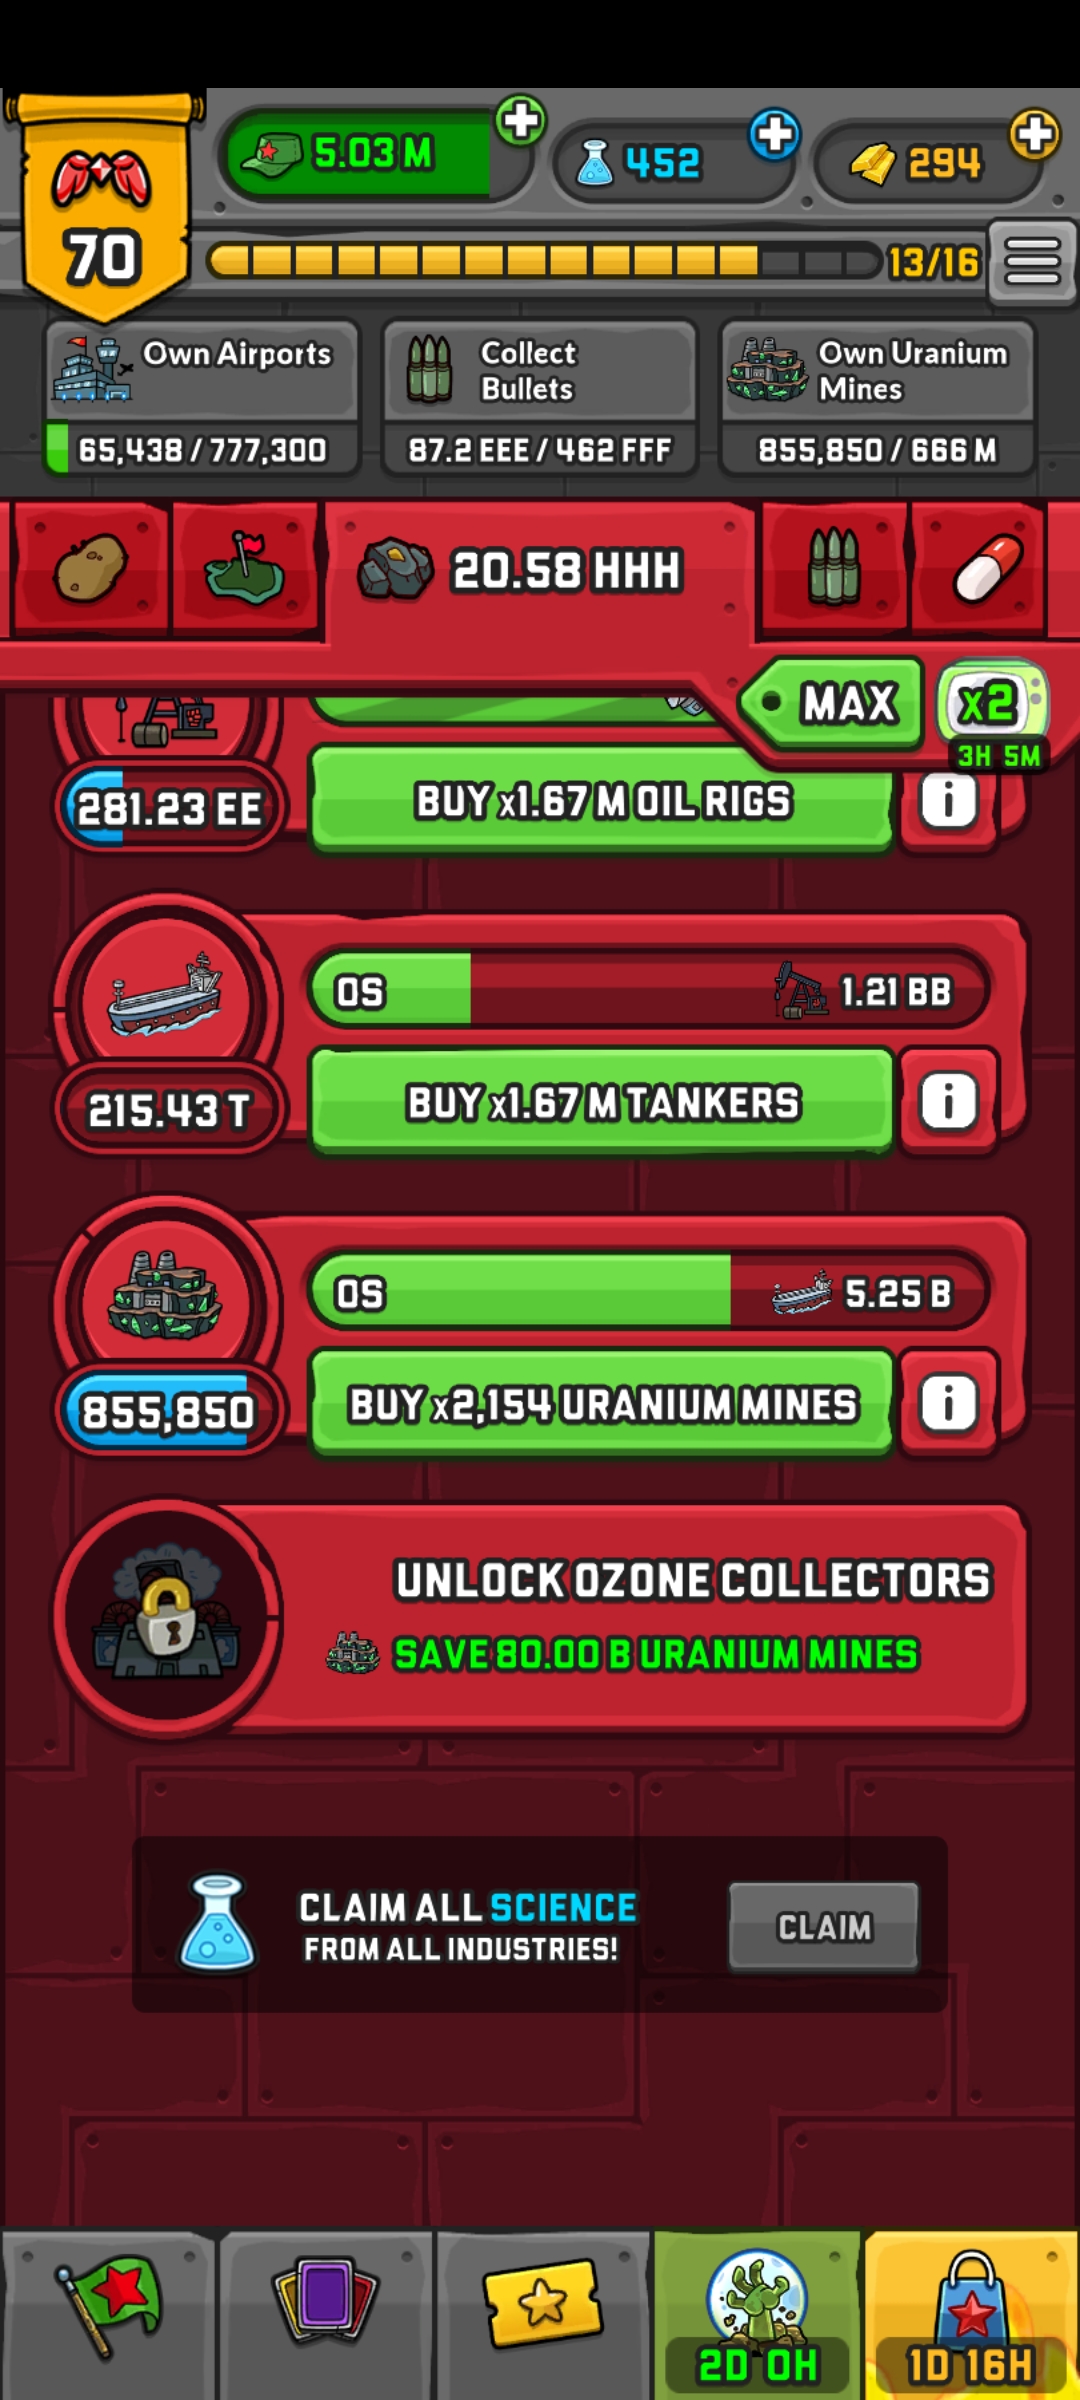 5.03 M
452
294
70
13/16
Own Airports
65,438 / 777,300
Collect
Bullets
87.2 EEE / 462 FFF
Own Uranium
Mines
855,850 / 666 M
20.58 HHH
MAX
x2
3H 5M
281.23 EE
BUY x1.67 M OIL RIGS
i
0S
1.21 BB
215.43 T
BUY x1.67 M TANKERS
i
0S
5.25 B
855,850
BUY x2,154 URANIUM MINES
i
UNLOCK OZONE COLLECTORS
SAVE 80.00 B URANIUM MINES
CLAIM ALL SCIENCE
FROM ALL INDUSTRIES!
CLAIM
2D 0H
1D 16H